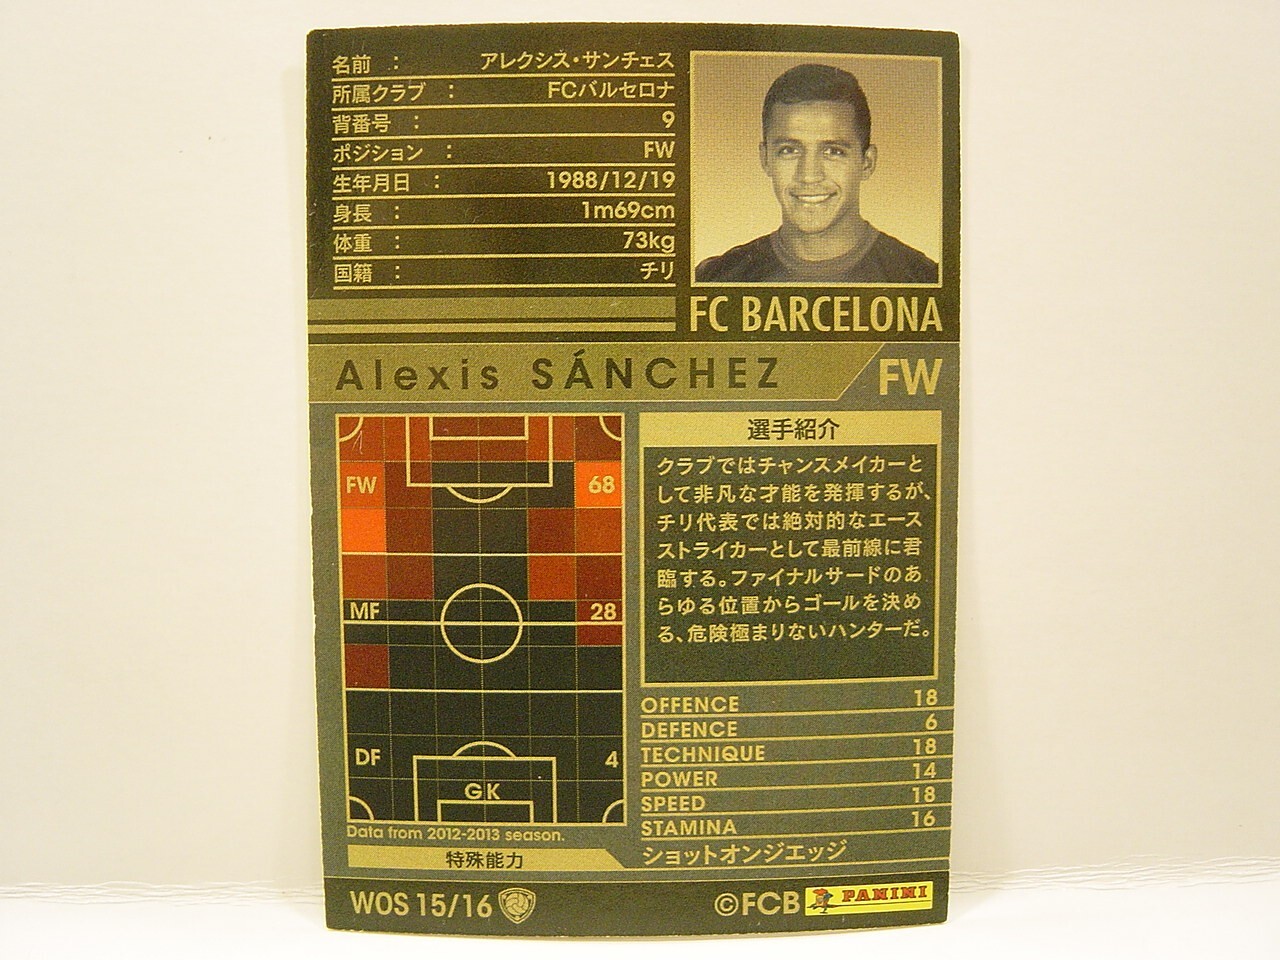 名前 : アレクシス・サンチェス
所属クラブ : FCバルセロナ
背番号 : 9
ポジション : FW
生年月日 : 1988/12/19
身長 : 1m69cm
体重 : 73kg
国籍 : チリ
FC BARCELONA
Alexis SÁNCHEZ FW
FW 68
MF 28
DF 4
GK
Data from 2012-2013 season.
選手紹介
クラブではチャンスメイカーと
して非凡な才能を発揮するが、
チリ代表では絶対的なエース
ストライカーとして最前線に君
臨する。ファイナルサードのあ
らゆる位置からゴールを決め
る、危険極まりないハンターだ。
OFFENCE 18
DEFENCE 6
TECHNIQUE 18
POWER 14
SPEED 18
STAMINA 16
特殊能力 ショットオンジエッジ
WOS 15/16 ©FCB PANINI